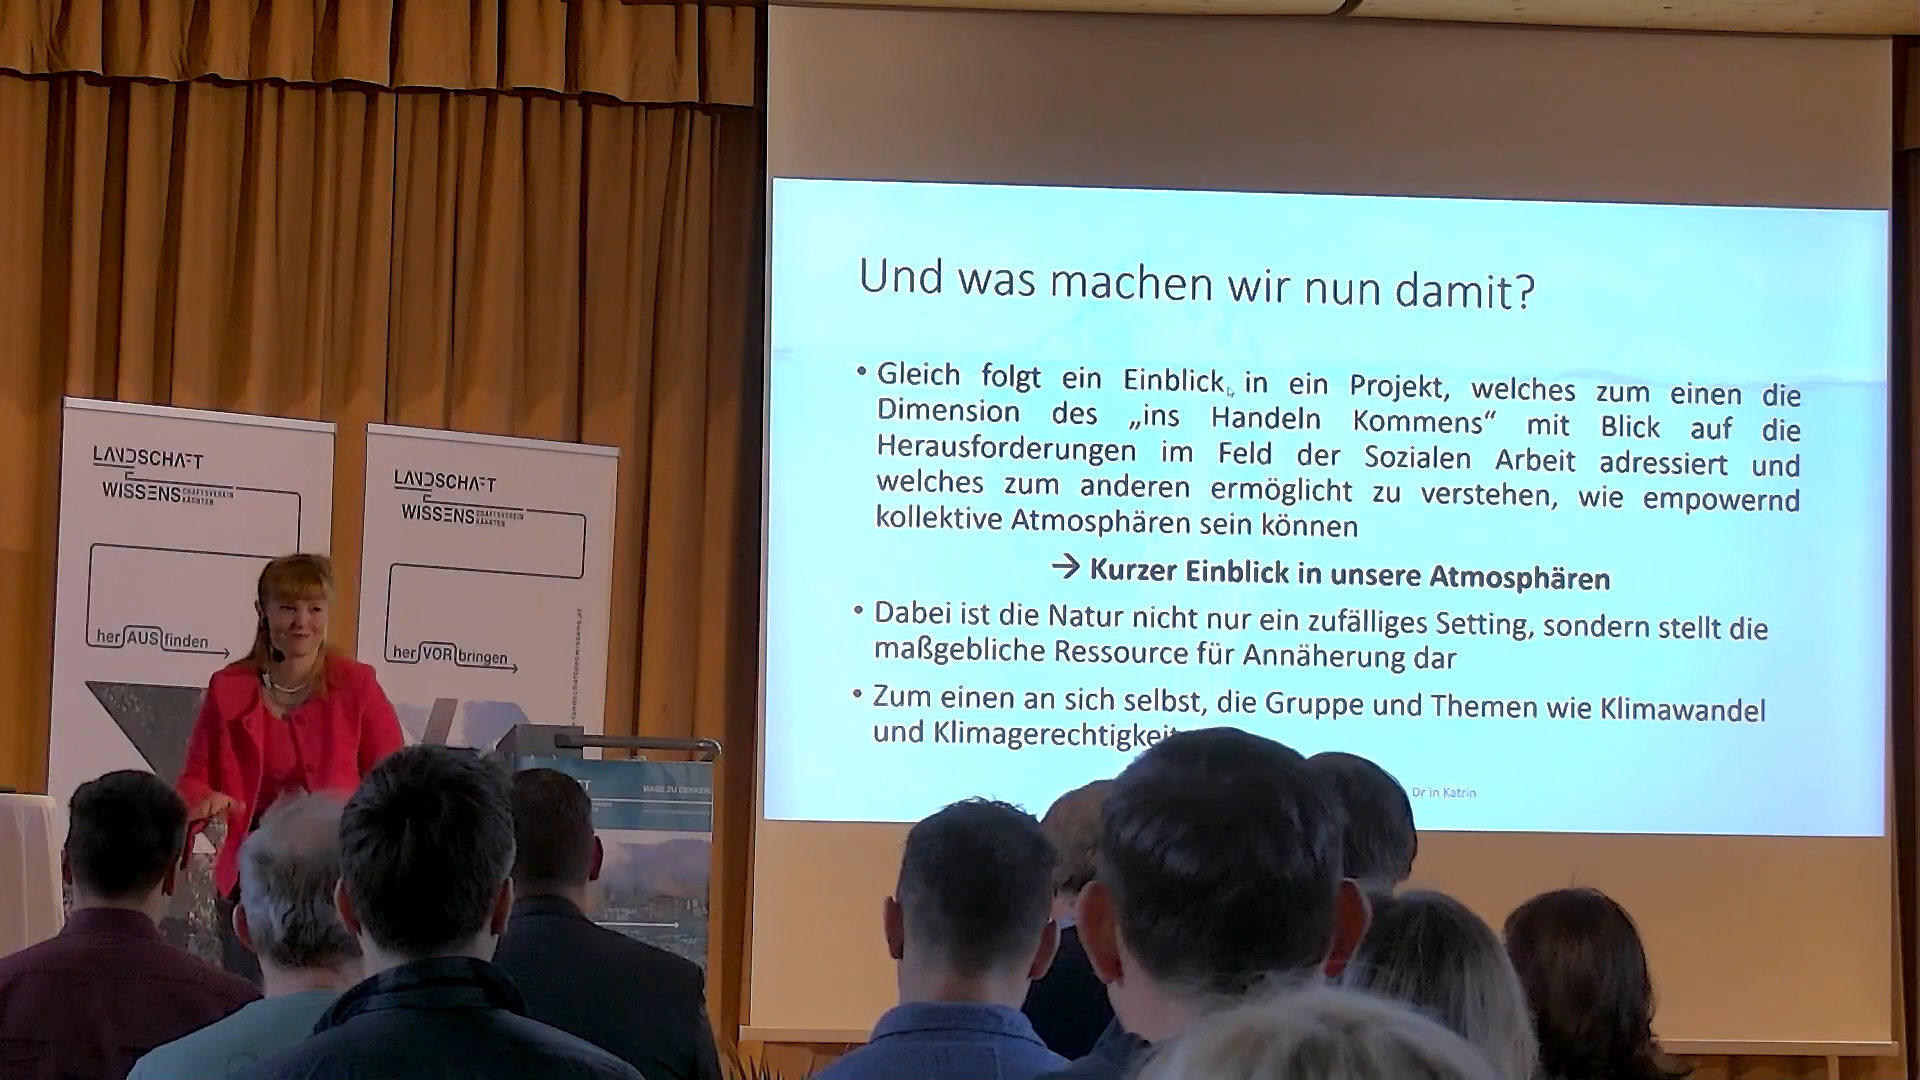 Und was machen wir nun damit?
• Gleich folgt ein Einblick in ein Projekt, welches zum einen die
Dimension des „ins Handeln Kommens“ mit Blick auf die
Herausforderungen im Feld der Sozialen Arbeit adressiert und
welches zum anderen ermöglicht zu verstehen, wie empowernd
kollektive Atmosphären sein können
→ Kurzer Einblick in unsere Atmosphären
• Dabei ist die Natur nicht nur ein zufälliges Setting, sondern stellt die
maßgebliche Ressource für Annäherung dar
• Zum einen an sich selbst, die Gruppe und Themen wie Klimawandel
und Klimagerechtigkeit
Dr in Katrin
LANDSCHAFT
WISSENSCHAFTSVEREIN
KÄRNTEN
herAUSfinden
LANDSCHAFT
WISSENSCHAFTSVEREIN
KÄRNTEN
herVORbringen
WAGE ZU DENKEN